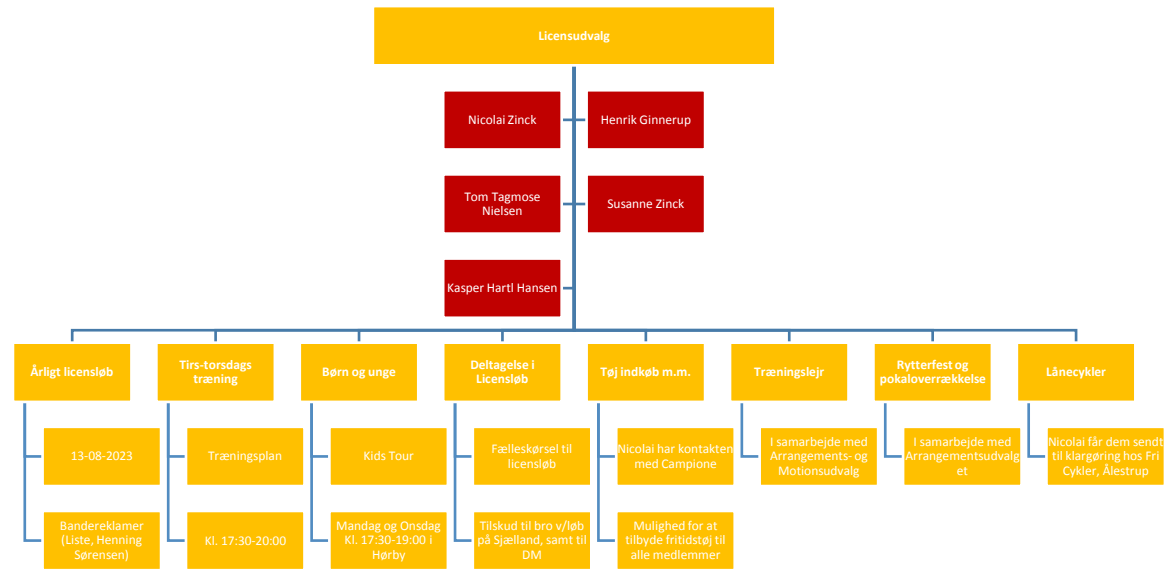 Licensudvalg
Nicolai Zinck
Henrik Ginnerup
Tom Tagmose
Nielsen
Susanne Zinck
Kasper Hartl Hansen
Årligt licensløb
Tirs-torsdags
træning
Børn og unge
Deltagelse i
Licensløb
Tøj indkøb m.m.
Træningslejr
Rytterfest og
pokaloverrækkelse
Lånecykler
13-08-2023
Træningsplan
Kids Tour
Fælleskørsel til
licensløb
Nicolai har kontakten
med Campione
I samarbejde med
Arrangements- og
Motionsudvalg
I samarbejde med
Arrangementsudvalg
et
Nicolai får dem sendt
til klargøring hos Fri
Cykler, Ålestrup
Bandereklamer
(Liste, Henning
Sørensen)
Kl. 17:30-20:00
Mandag og Onsdag
Kl. 17:30-19:00 i
Hørby
Tilskud til bro v/løb
på Sjælland, samt til
DM
Mulighed for at
tilbyde fritidstøj til
alle medlemmer